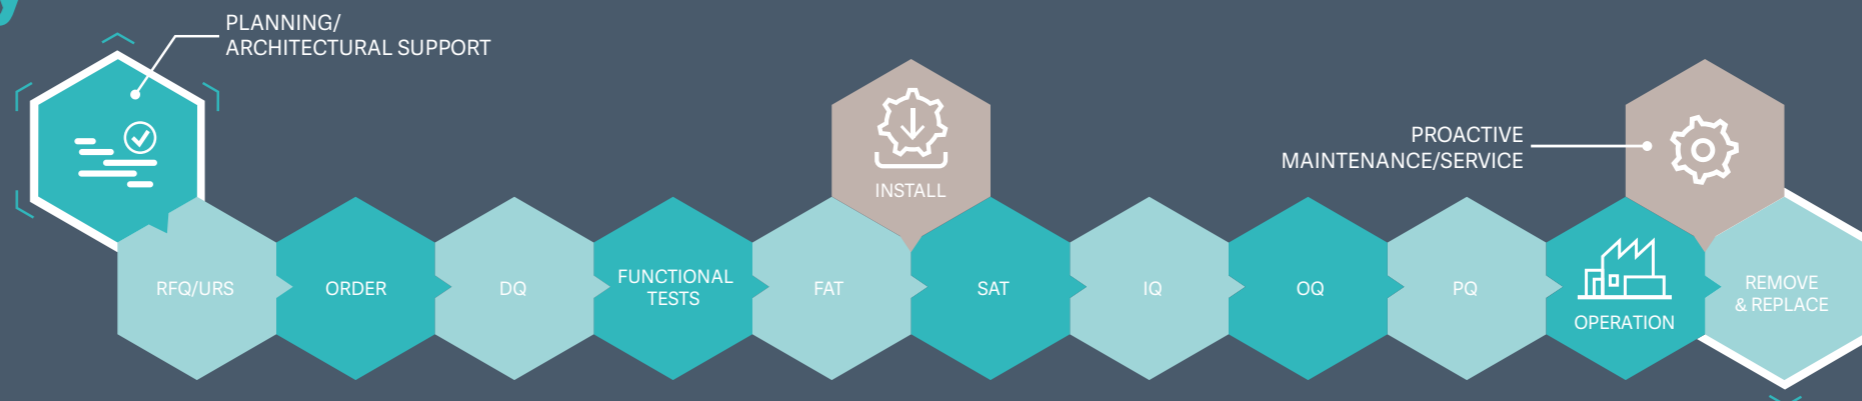 PLANNING/
ARCHITECTURAL SUPPORT
INSTALL
PROACTIVE
MAINTENANCE/SERVICE
RFQ/URS
ORDER
DQ
FUNCTIONAL
TESTS
FAT
SAT
IQ
OQ
PQ
OPERATION
REMOVE
& REPLACE